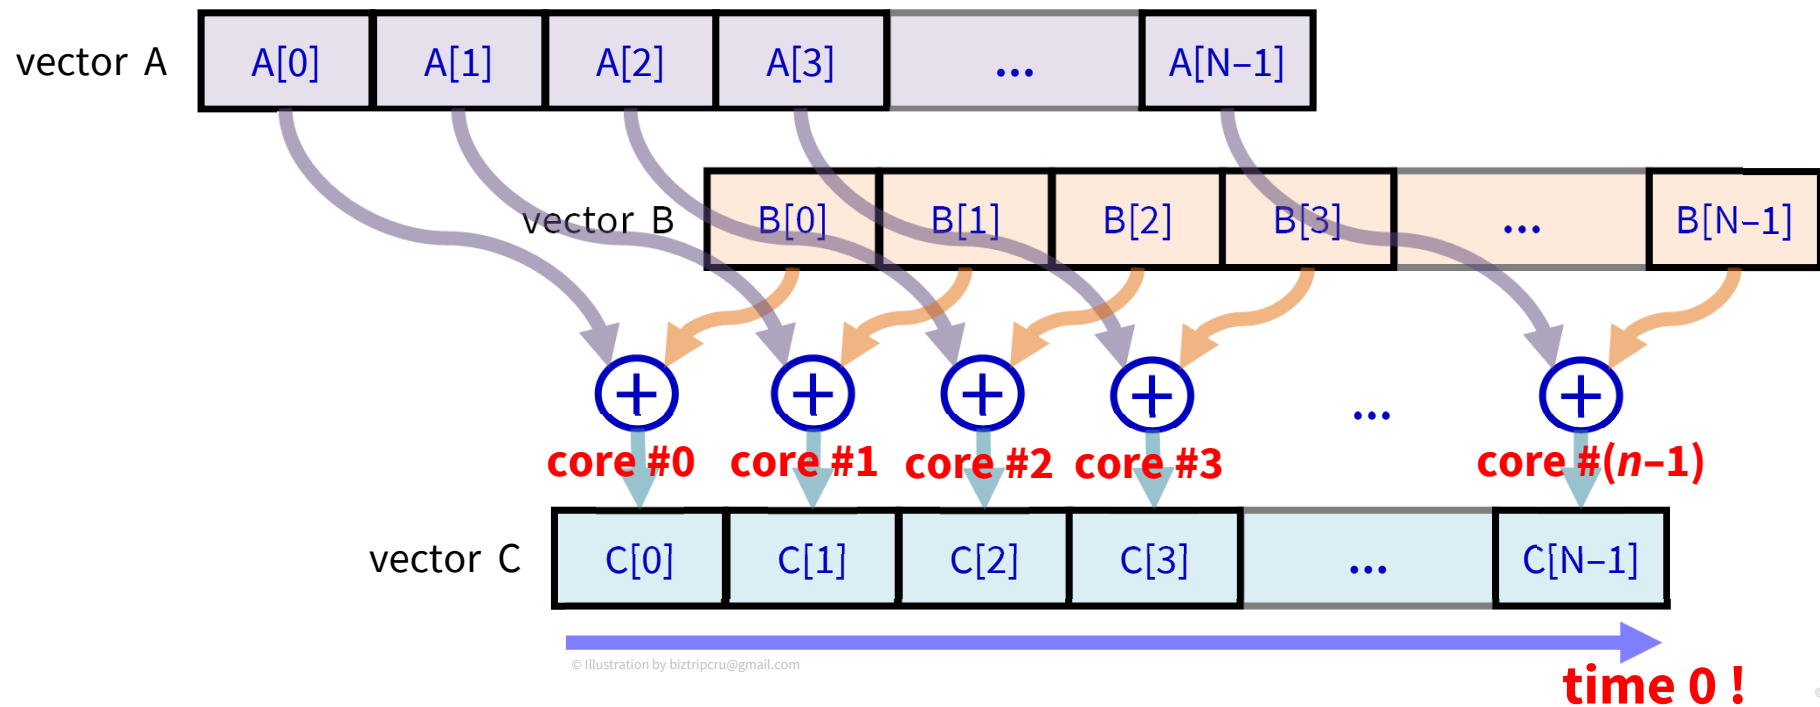 vector A A[0] A[1] A[2] A[3] ... A[N–1]
vector B B[0] B[1] B[2] B[3] ... B[N–1]
+ + + + ... +
core #0 core #1 core #2 core #3 core #(n–1)
vector C C[0] C[1] C[2] C[3] ... C[N–1]
© Illustration by biztripcru@gmail.com
time 0 !
©